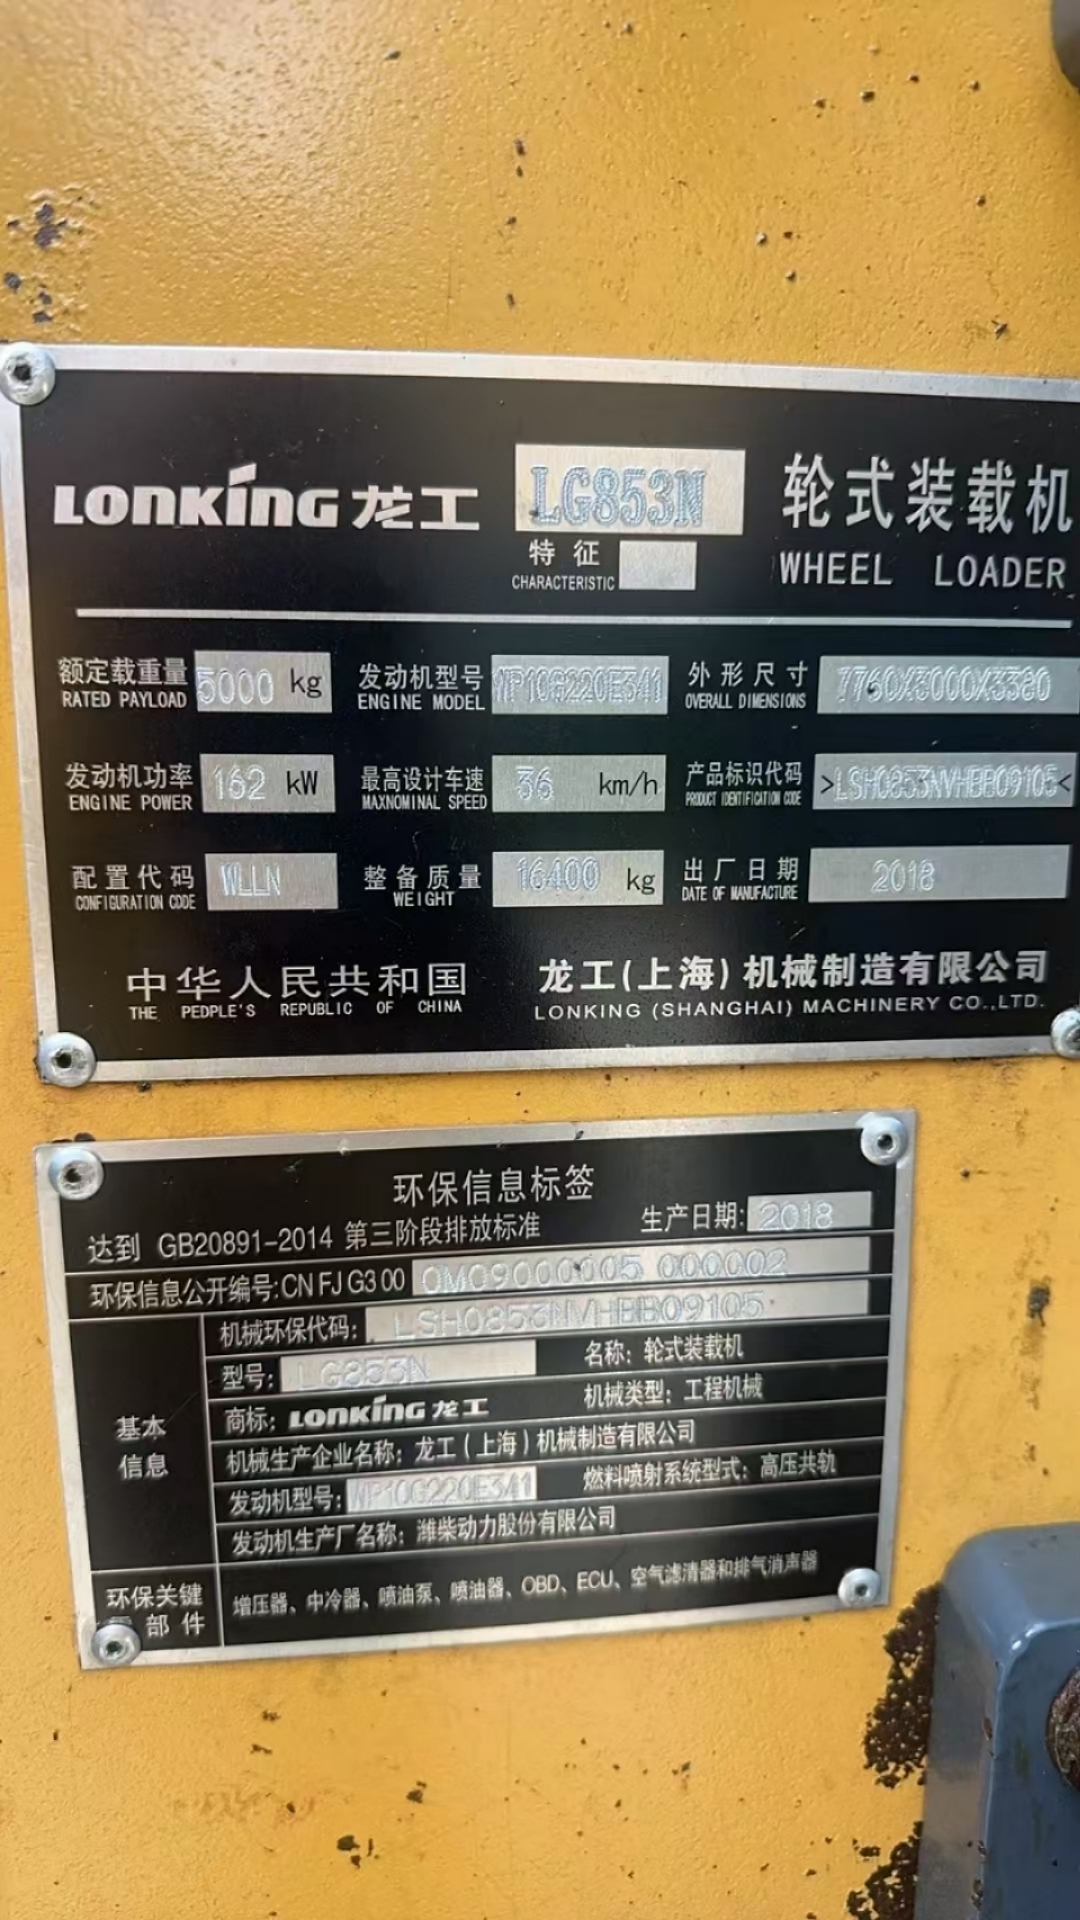 LONKING 龙工 LG853N 轮式装载机
特征
CHARACTERISTIC
WHEEL LOADER
额定载重量 5000 kg 发动机型号 WP10G220E341 外形尺寸 7760X3000X3380
RATED PAYLOAD ENGINE MODEL OVERALL DIMENSIONS
发动机功率 162 kW 最高设计车速 36 km/h 产品标识代码 >LSH0853NVHBB09105<
ENGINE POWER MAXNOMINAL SPEED PRODUCT IDENTIFICATION CODE
配置代码 WLLN 整备质量 16400 kg 出厂日期 2018
CONFIGURATION CODE WEIGHT DATE OF MANUFACTURE
中华人民共和国 龙工(上海)机械制造有限公司
THE PEOPLE'S REPUBLIC OF CHINA LONKING (SHANGHAI) MACHINERY CO.,LTD.
环保信息标签
达到 GB20891-2014 第三阶段排放标准 生产日期: 2018
环保信息公开编号:CN FJ G3 00 0M09000005 000002
机械环保代码: LSH0853NVHBB09105
型号: LG853N 名称: 轮式装载机
商标: LONKING 龙工 机械类型: 工程机械
基本
信息
机械生产企业名称: 龙工(上海)机械制造有限公司
发动机型号: WP10G220E341 燃料喷射系统型式: 高压共轨
发动机生产厂名称: 潍柴动力股份有限公司
环保关键
部件
增压器、中冷器、喷油泵、喷油器、OBD、ECU、空气滤清器和排气消声器